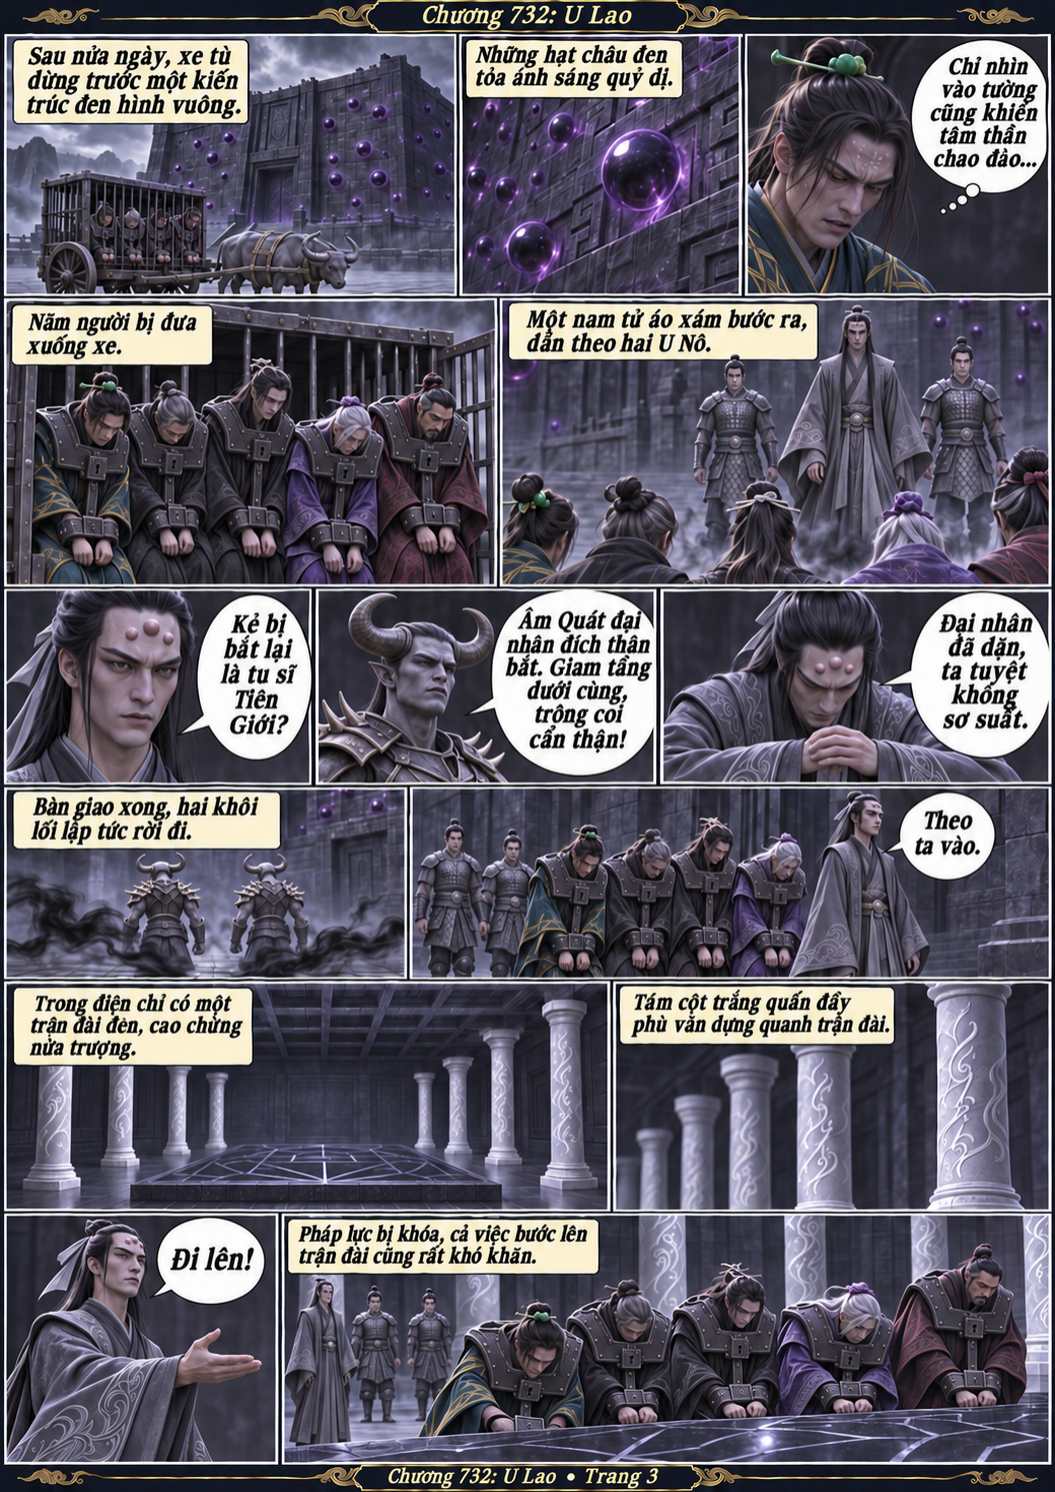 Chương 732: U Lao
Sau nửa ngày, xe tù
dừng trước một kiến
trúc đen hình vuông.
Những hạt châu đen
tỏa ánh sáng quỷ dị.
Chỉ nhìn
vào tường
cũng khiến
tâm thần
chao đảo...
Năm người bị đưa
xuống xe.
Một nam tử áo xám bước ra,
dẫn theo hai U Nô.
Kẻ bị
bắt lại
là tu sĩ
Tiên
Giới?
Âm Quát đại
nhân đích thân
bắt. Giam tầng
dưới cùng,
trông coi
cẩn thận!
Đại nhân
đã dặn,
ta tuyệt
không
sơ suất.
Bàn giao xong, hai khôi
lỗi lập tức rời đi.
Theo
ta vào.
Trong điện chỉ có một
trận đài đen, cao chừng
nửa trượng.
Tám cột trắng quấn đầy
phù văn dựng quanh trận đài.
Đi lên!
Pháp lực bị khóa, cả việc bước lên
trận đài cũng rất khó khăn.
Chương 732: U Lao • Trang 3